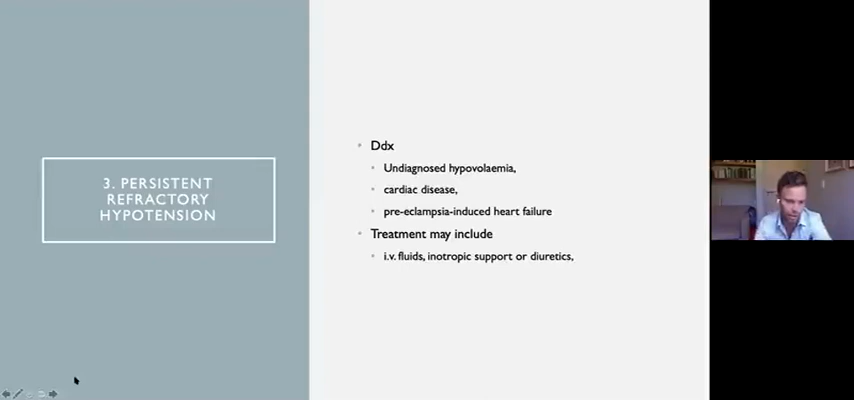 3. PERSISTENT
REFRACTORY
HYPOTENSION
Ddx
Undiagnosed hypovolaemia,
cardiac disease,
pre-eclampsia-induced heart failure
Treatment may include
i.v. fluids, inotropic support or diuretics,